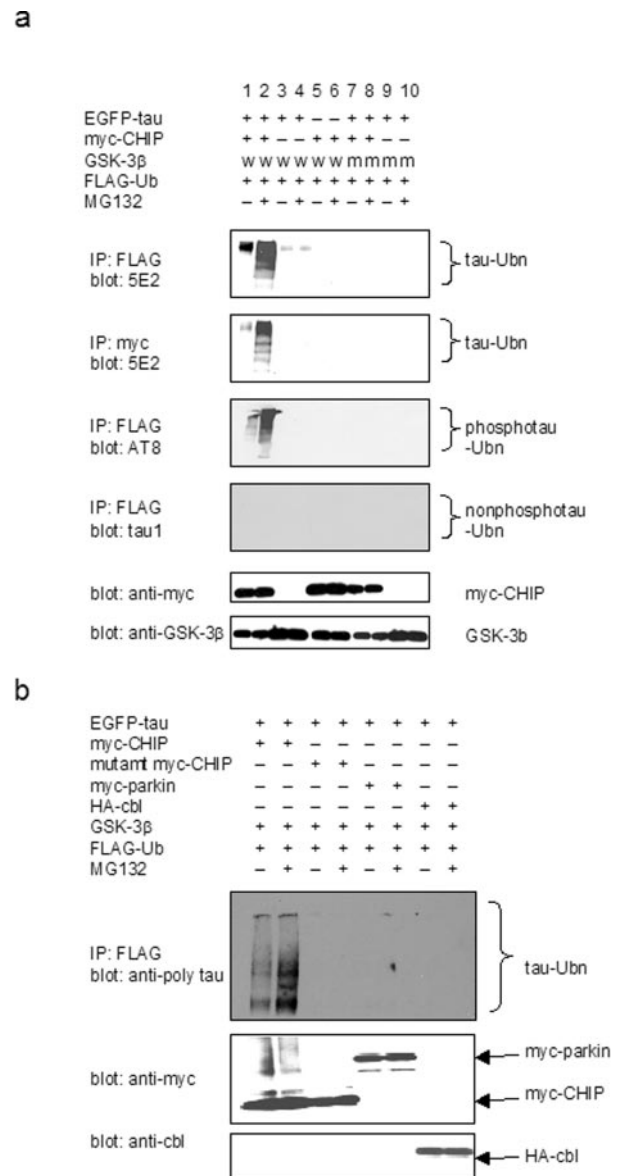 a
1 2 3 4 5 6 7 8 9 10
EGFP-tau + + + + – – + + + +
myc-CHIP + + – – + + + + – –
GSK-3β w w w w w w m m m m
FLAG-Ub + + + + + + + + + +
MG132 – + – + – + – + – +
IP: FLAG
blot: 5E2
tau-Ubn
IP: myc
blot: 5E2
tau-Ubn
IP: FLAG
blot: AT8
phosphotau
-Ubn
IP: FLAG
blot: tau1
nonphosphotau
-Ubn
blot: anti-myc
myc-CHIP
blot: anti-GSK-3β
GSK-3b
b
EGFP-tau + + + + + + + +
myc-CHIP + + – – – – – –
mutamt myc-CHIP – – + + – – – –
myc-parkin – – – – + + – –
HA-cbl – – – – – – + +
GSK-3β + + + + + + + +
FLAG-Ub + + + + + + + +
MG132 – + – + – + – +
IP: FLAG
blot: anti-poly tau
tau-Ubn
blot: anti-myc
myc-parkin
myc-CHIP
blot: anti-cbl
HA-cbl